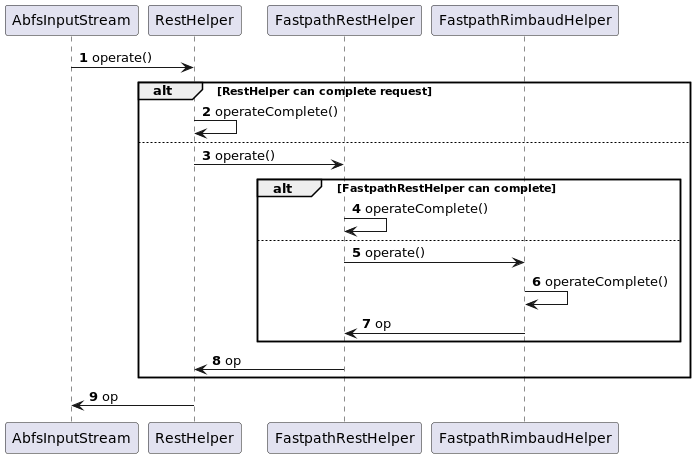 AbfsInputStream RestHelper FastpathRestHelper FastpathRimbaudHelper
1 operate()
alt [RestHelper can complete request]
2 operateComplete()
3 operate()
alt [FastpathRestHelper can complete]
4 operateComplete()
5 operate()
6 operateComplete()
7 op
8 op
9 op
AbfsInputStream RestHelper FastpathRestHelper FastpathRimbaudHelper